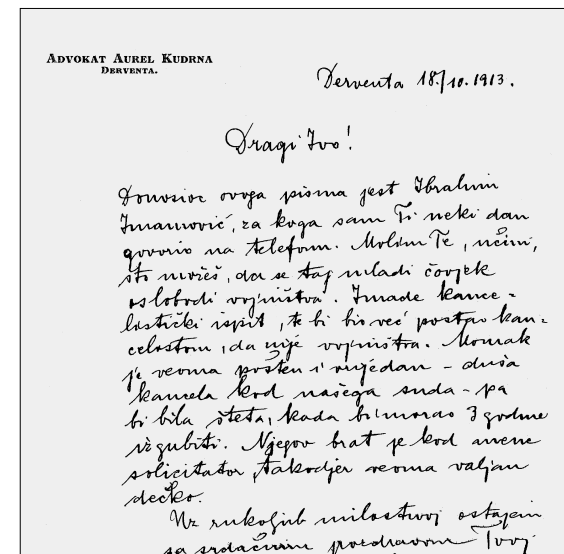 ADVOKAT AUREL KUDRNA
DERVENTA.
Derventa 18./10. 1913.
Dragi Ivo!
Donosioc ovoga pisma jest Ibrahim
Imamović, za koga sam Ti neki dan
govorio na telefon. Molim Te, učini,
što možeš, da se taj mladi čovjek
oslobodi vojništva. Imade kance-
listički ispit, te bi bio već postao kan-
celistom, da nije vojništva. Momak
je veoma pošten i vrijedan - duša
kancela kod našega suda - pa
bi bila šteta, kada bi morao 3 godine
izgubiti. Njegov brat je kod mene
solicitator, takodjer veoma valjan
dečko.
Uz rukoljub milostivoj ostajem
sa srdačnim pozdravom Tvoj